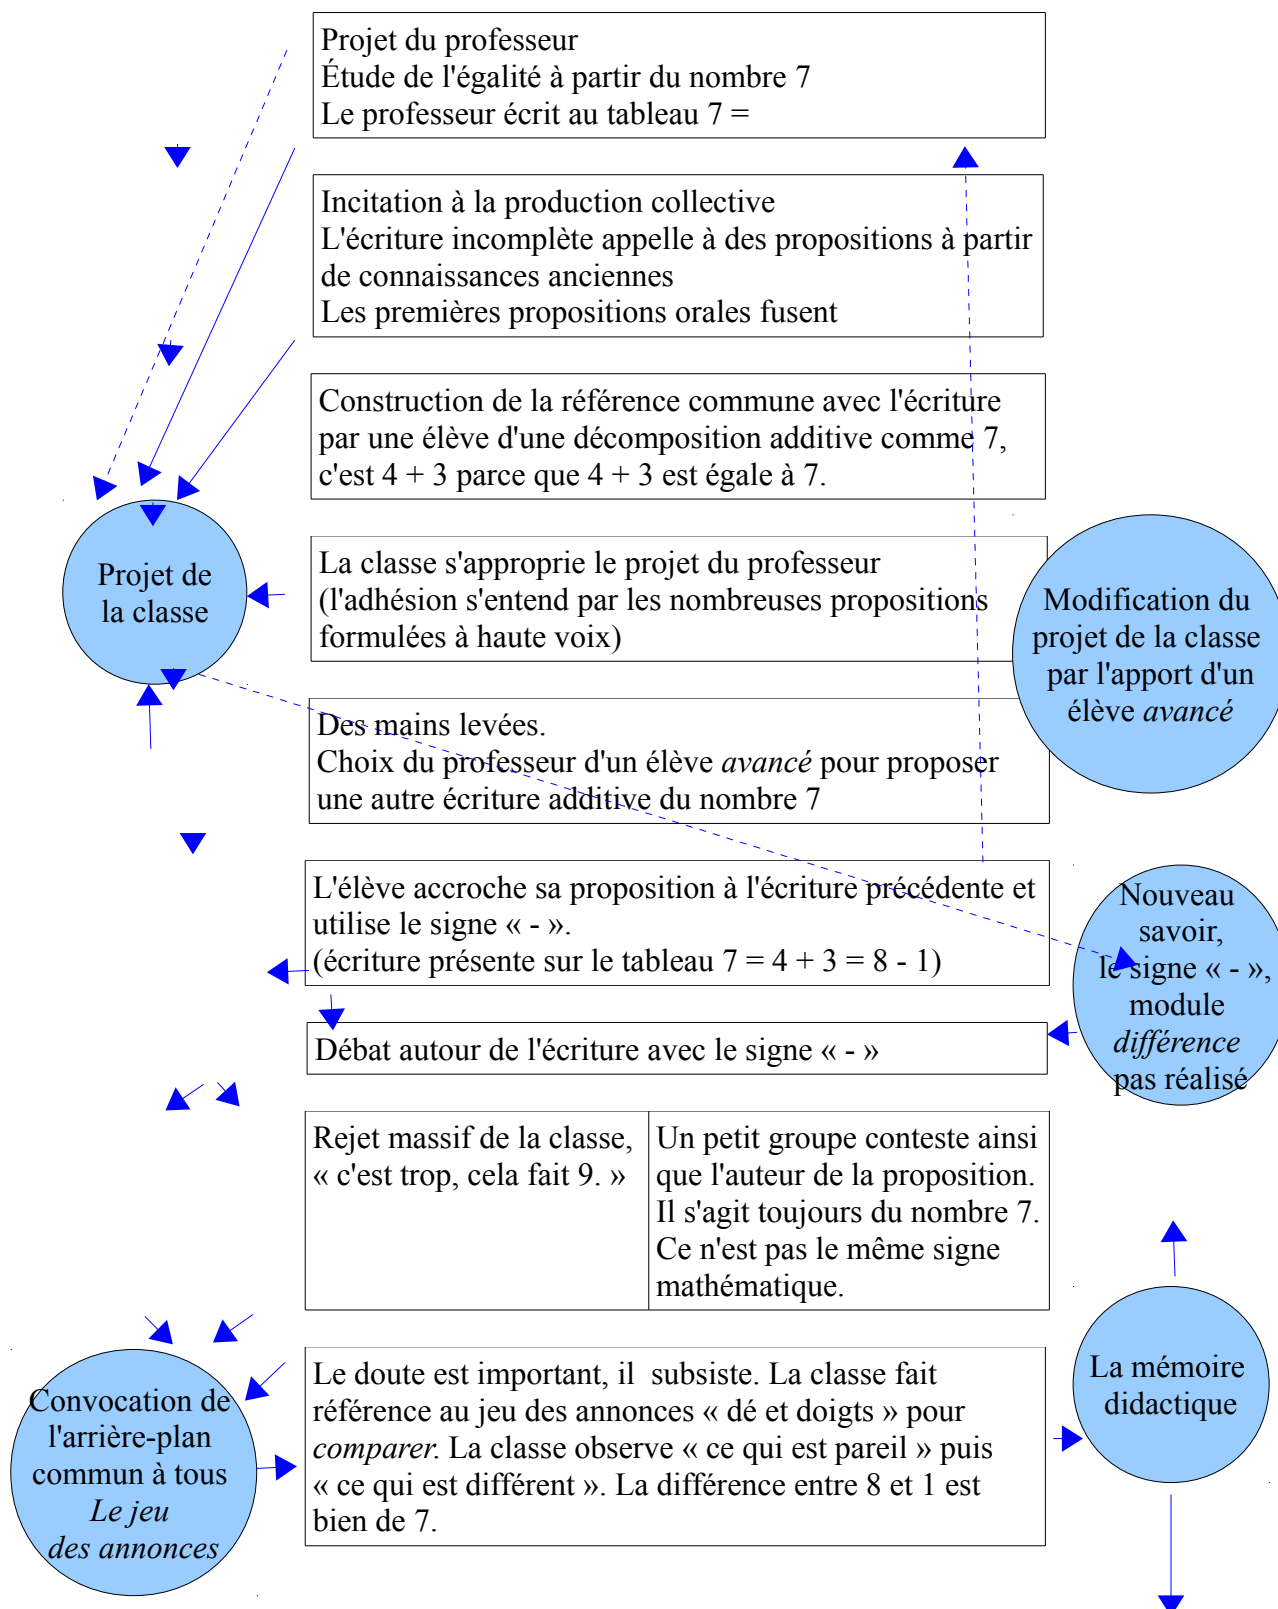 Projet du professeur
Étude de l'égalité à partir du nombre 7
Le professeur écrit au tableau 7 =
Incitation à la production collective
L'écriture incomplète appelle à des propositions à partir
de connaissances anciennes
Les premières propositions orales fusent
Construction de la référence commune avec l'écriture
par une élève d'une décomposition additive comme 7,
c'est 4 + 3 parce que 4 + 3 est égale à 7.
Projet de
la classe
La classe s'approprie le projet du professeur
(l'adhésion s'entend par les nombreuses propositions
formulées à haute voix)
Modification du
projet de la classe
par l'apport d'un
élève avancé
Des mains levées.
Choix du professeur d'un élève avancé pour proposer
une autre écriture additive du nombre 7
L'élève accroche sa proposition à l'écriture précédente et
utilise le signe « - ».
(écriture présente sur le tableau 7 = 4 + 3 = 8 - 1)
Nouveau
savoir,
le signe « - »,
module
différence
pas réalisé
Débat autour de l'écriture avec le signe « - »
Rejet massif de la classe,
« c'est trop, cela fait 9. »
Un petit groupe conteste ainsi
que l'auteur de la proposition.
Il s'agit toujours du nombre 7.
Ce n'est pas le même signe
mathématique.
Convocation de
l'arrière-plan
commun à tous
Le jeu
des annonces
Le doute est important, il  subsiste. La classe fait
référence au jeu des annonces « dé et doigts » pour
comparer. La classe observe « ce qui est pareil » puis
« ce qui est différent ». La différence entre 8 et 1 est
bien de 7.
La mémoire
didactique